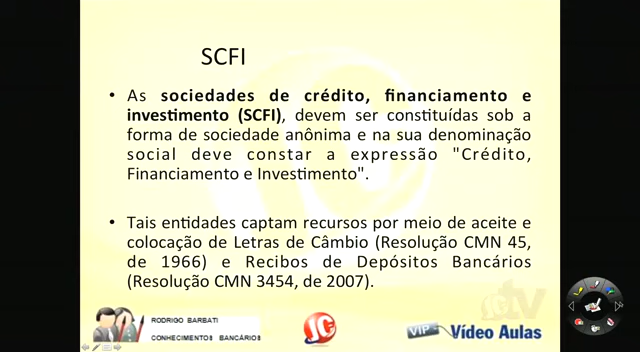 SCFI
• As sociedades de crédito, financiamento e
investimento (SCFI), devem ser constituídas sob a
forma de sociedade anônima e na sua denominação
social deve constar a expressão "Crédito,
Financiamento e Investimento".
• Tais entidades captam recursos por meio de aceite e
colocação de Letras de Câmbio (Resolução CMN 45,
de 1966) e Recibos de Depósitos Bancários
(Resolução CMN 3454, de 2007).
RODRIGO BARBATI
CONHECIMENTOS BANCÁRIOS
JC
VIP Vídeo Aulas
tv